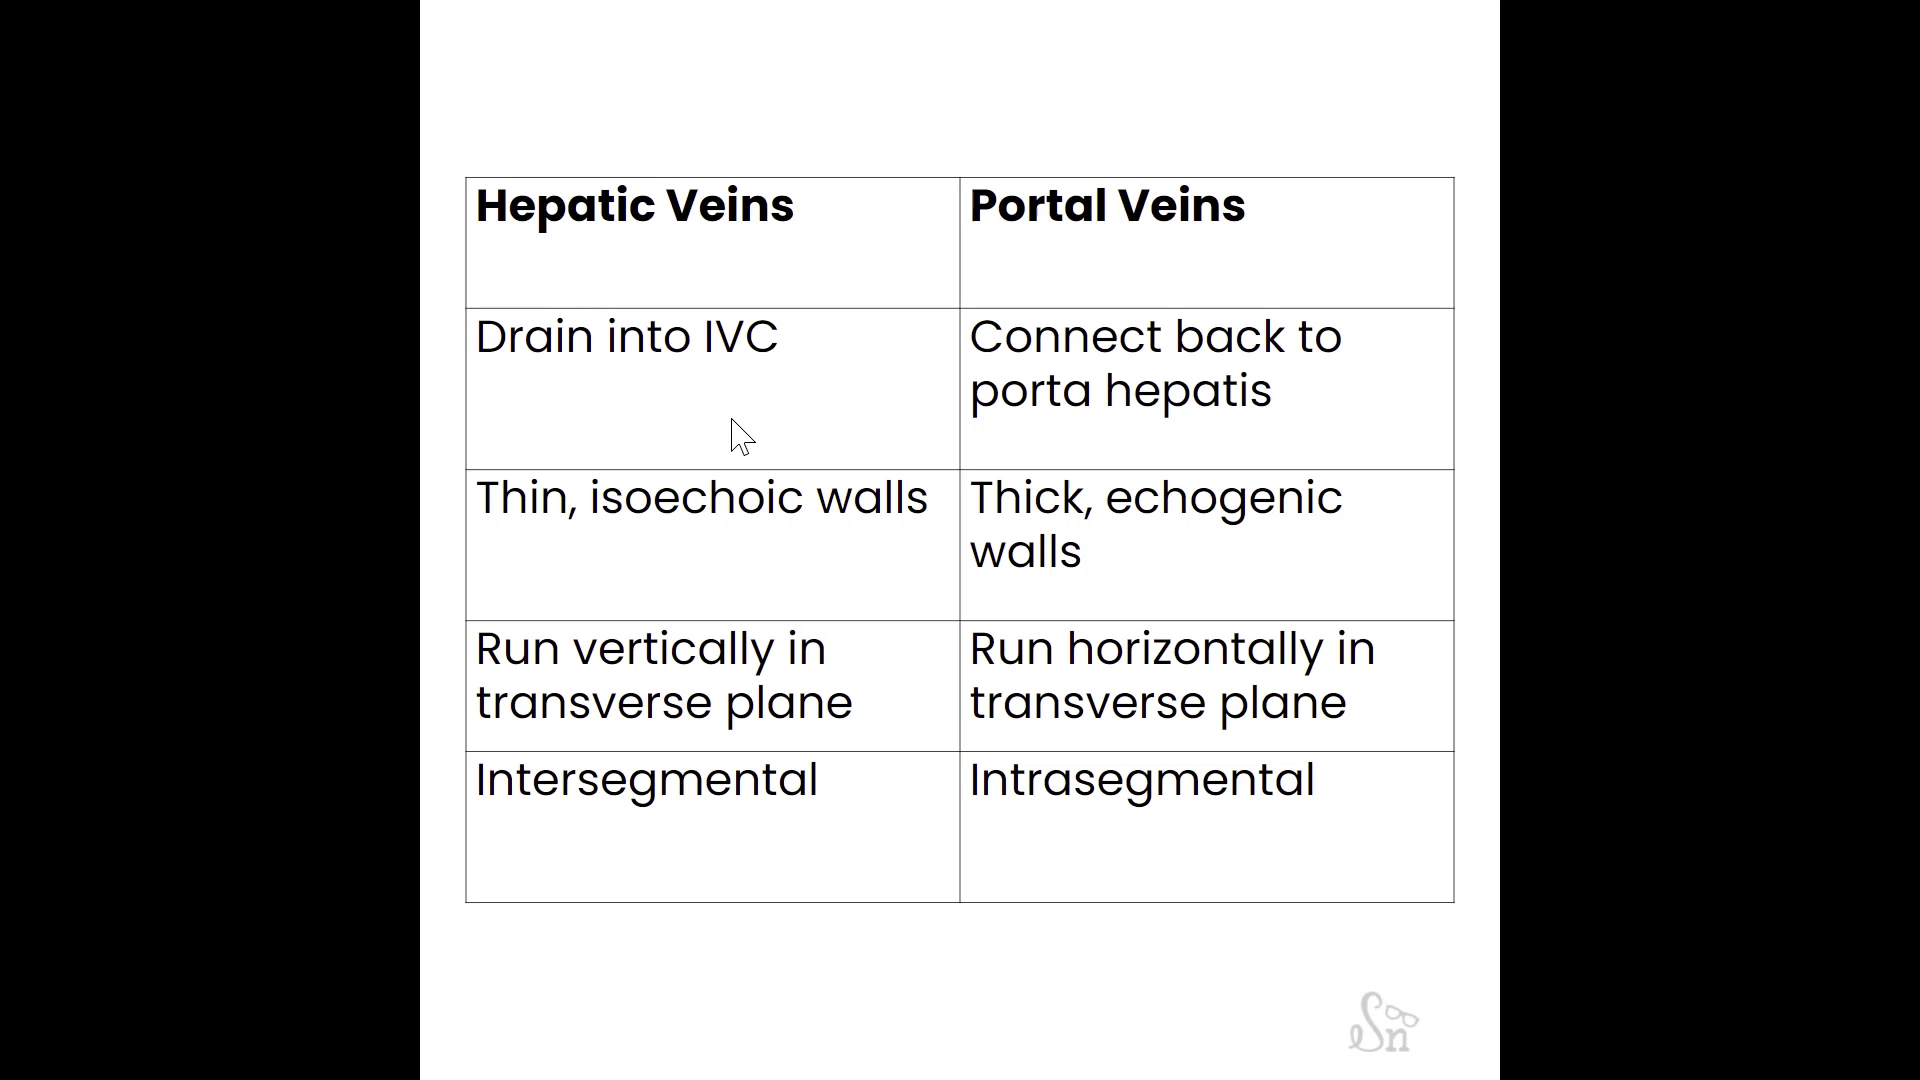 Hepatic Veins
Portal Veins
Drain into IVC
Connect back to
porta hepatis
Thin, isoechoic walls
Thick, echogenic
walls
Run vertically in
transverse plane
Run horizontally in
transverse plane
Intersegmental
Intrasegmental
Sn